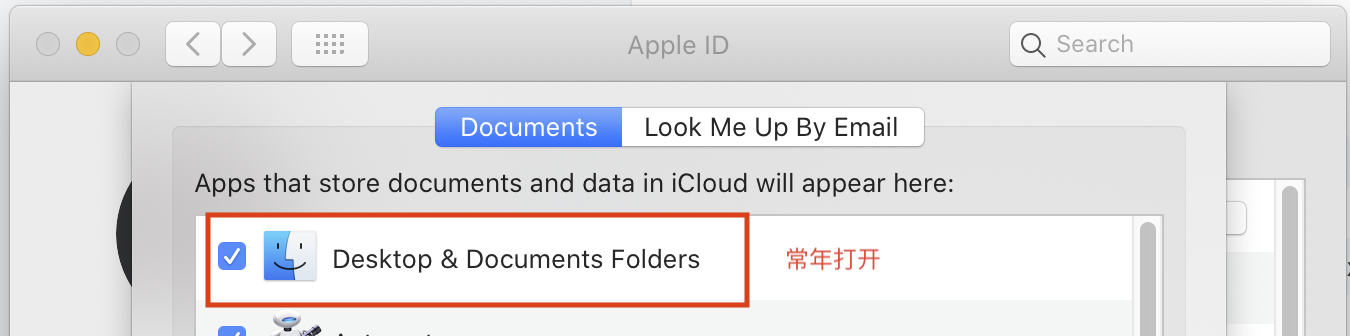 Apple ID
Search
Documents
Look Me Up By Email
Apps that store documents and data in iCloud will appear here:
Desktop & Documents Folders
常年打开